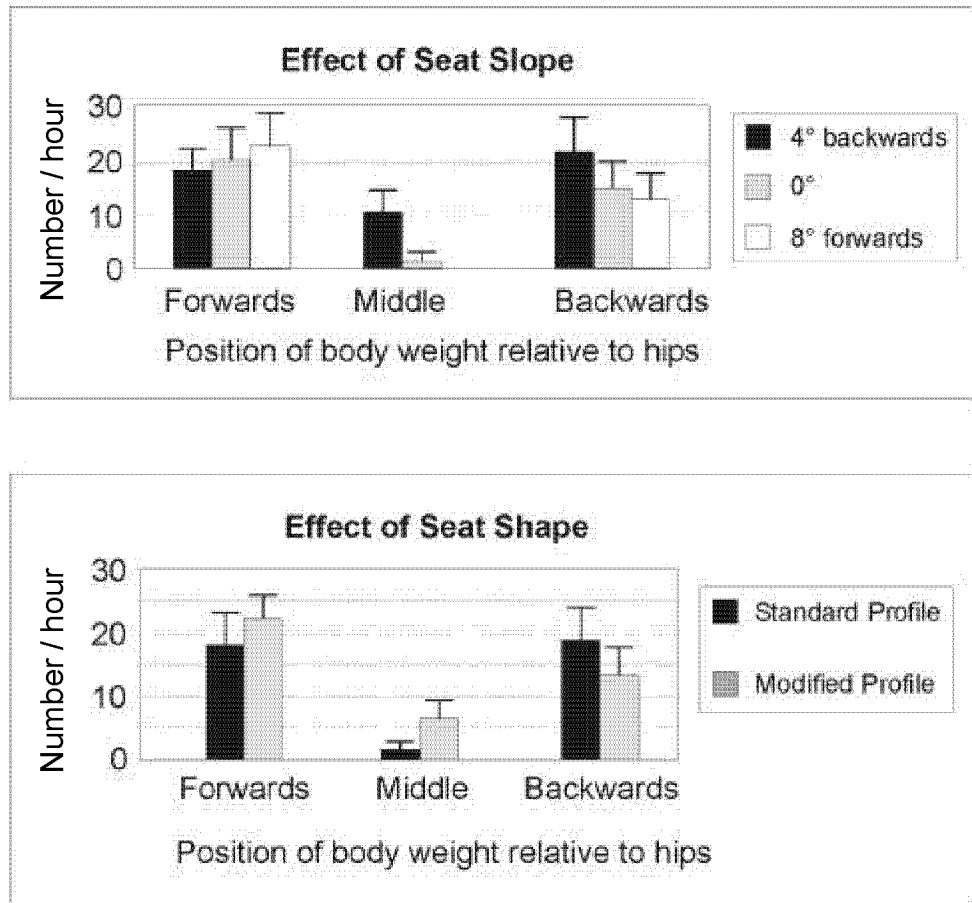 Effect of Seat Slope
Number / hour
30
20
10
0
Forwards Middle Backwards
Position of body weight relative to hips
4° backwards
0°
8° forwards
Effect of Seat Shape
Number / hour
30
20
10
0
Forwards Middle Backwards
Position of body weight relative to hips
Standard Profile
Modified Profile